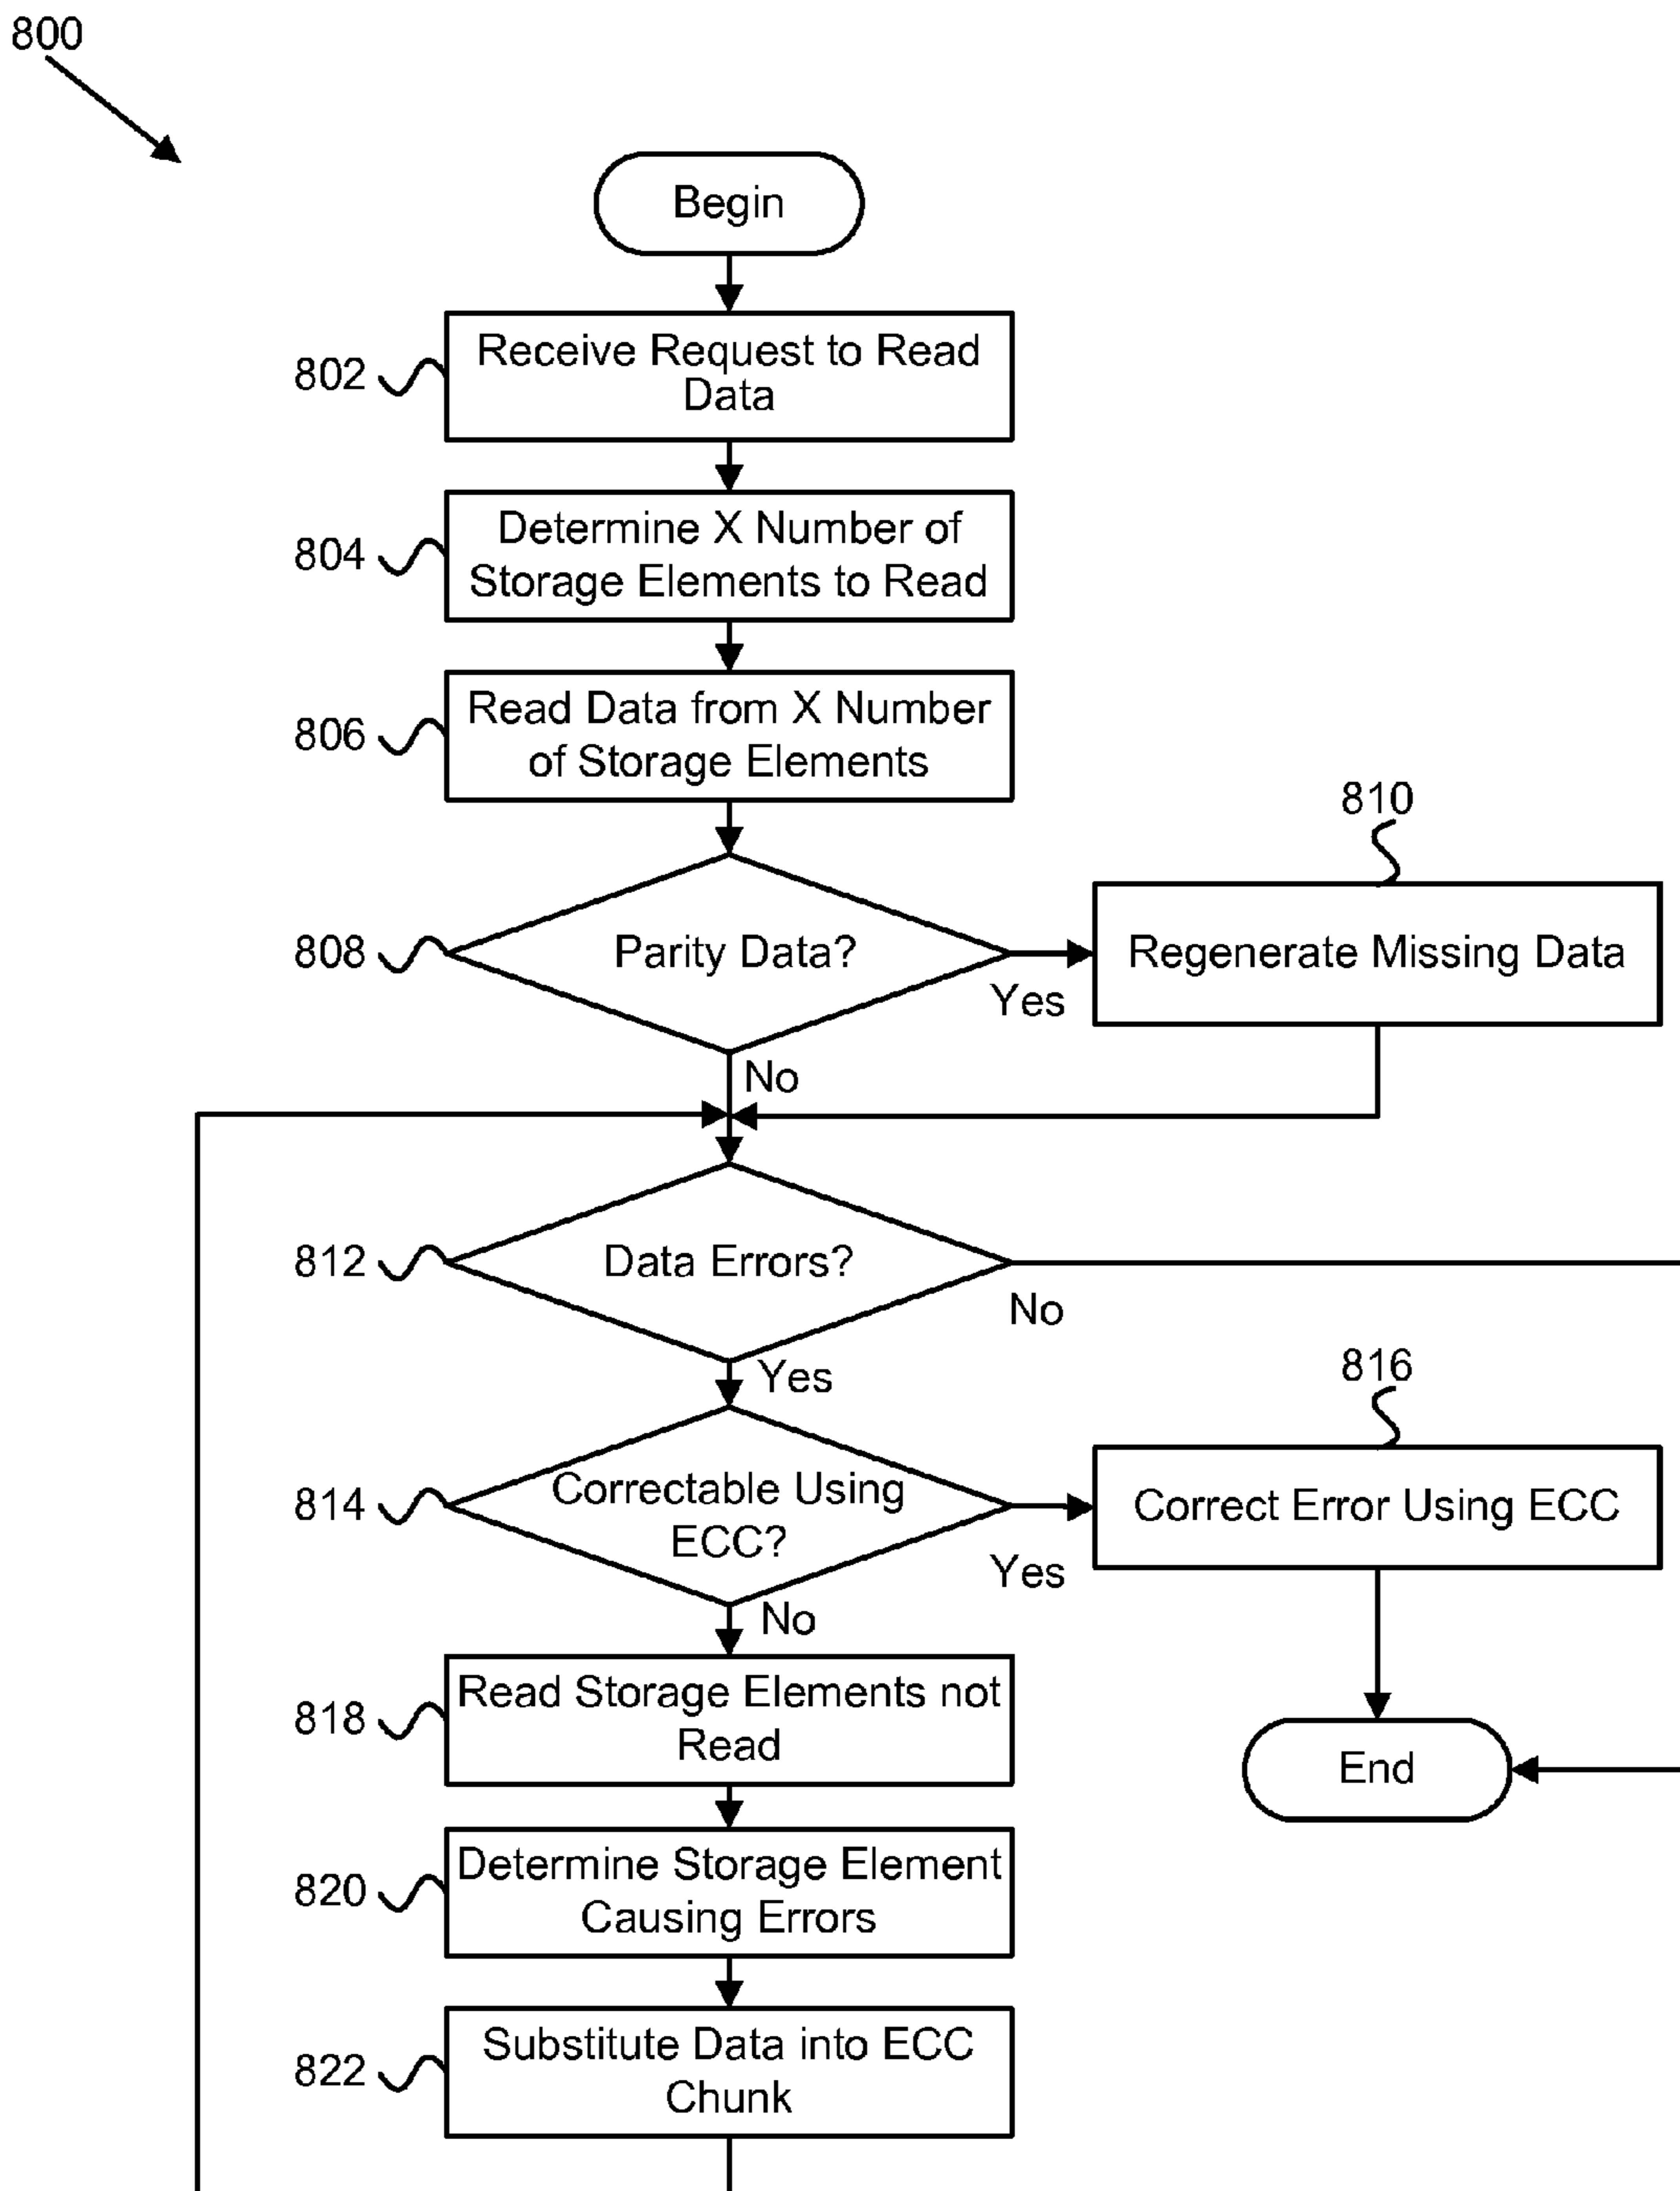 800
Begin
802
Receive Request to Read
Data
804
Determine X Number of
Storage Elements to Read
806
Read Data from X Number
of Storage Elements
810
808
Parity Data?
Yes
Regenerate Missing Data
No
812
Data Errors?
No
Yes
816
814
Correctable Using
ECC?
Yes
Correct Error Using ECC
No
818
Read Storage Elements not
Read
End
820
Determine Storage Element
Causing Errors
822
Substitute Data into ECC
Chunk